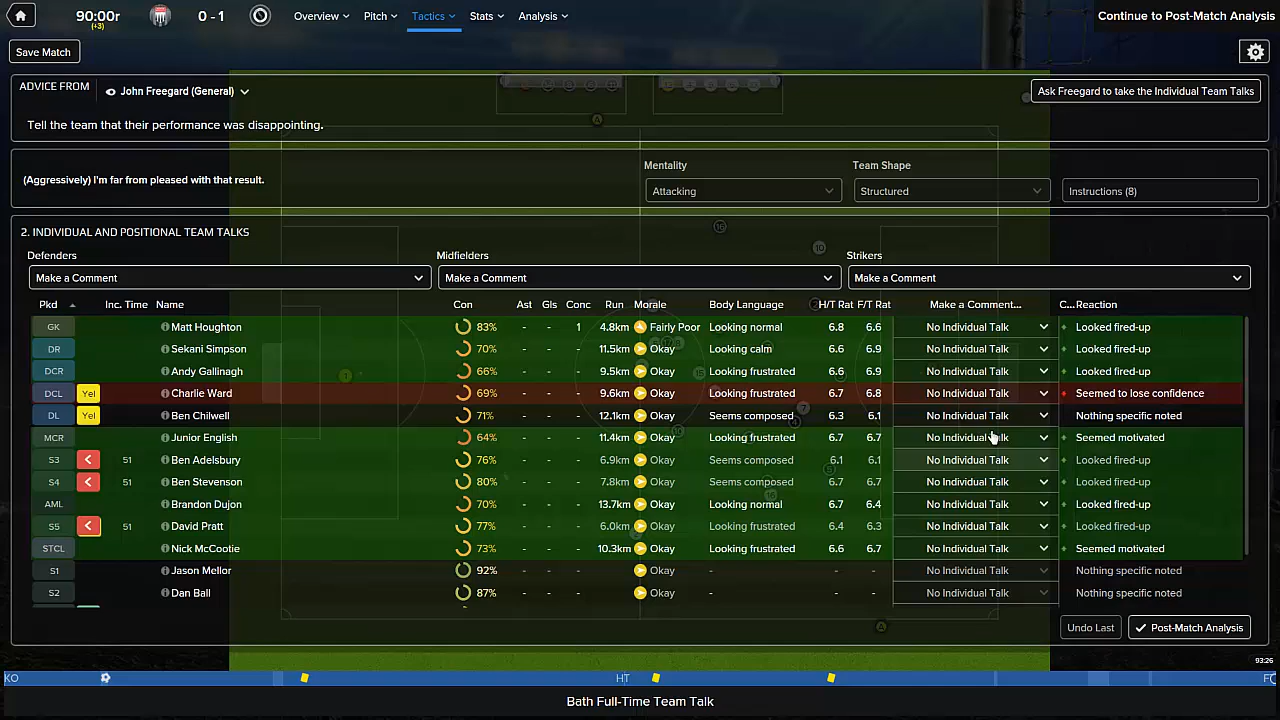 90:00r 0 - 1 Overview Pitch Tactics Stats Analysis Continue to Post-Match Analysis
(+3)
Save Match
ADVICE FROM John Freegard (General) Ask Freegard to take the Individual Team Talks
Tell the team that their performance was disappointing.
Mentality Team Shape
(Aggressively) I'm far from pleased with that result. Attacking Structured Instructions (8)
2. INDIVIDUAL AND POSITIONAL TEAM TALKS
Defenders Midfielders Strikers
Make a Comment Make a Comment Make a Comment
Pkd Inc. Time Name Con Ast Gls Conc Run Morale Body Language H/T Rat F/T Rat Make a Comment... C... Reaction
GK Matt Houghton 83% - - 1 4.8km Fairly Poor Looking normal 6.8 6.6 No Individual Talk Looked fired-up
DR Sekani Simpson 70% - - - 11.5km Okay Looking calm 6.6 6.9 No Individual Talk Looked fired-up
DCR Andy Gallinagh 66% - - - 9.5km Okay Looking frustrated 6.6 6.9 No Individual Talk Looked fired-up
DCL Yel Charlie Ward 69% - - - 9.6km Okay Looking frustrated 6.7 6.8 No Individual Talk Seemed to lose confidence
DL Yel Ben Chilwell 71% - - - 12.1km Okay Seems composed 6.3 6.1 No Individual Talk Nothing specific noted
MCR Junior English 64% - - - 11.4km Okay Looking frustrated 6.7 6.7 No Individual Talk Seemed motivated
S3 51 Ben Adelsbury 76% - - - 6.9km Okay Seems composed 6.1 6.1 No Individual Talk Looked fired-up
S4 51 Ben Stevenson 80% - - - 7.8km Okay Seems composed 6.7 6.7 No Individual Talk Looked fired-up
AML Brandon Dujon 70% - - - 13.7km Okay Looking normal 6.7 6.4 No Individual Talk Looked fired-up
S5 51 David Pratt 77% - - - 6.0km Okay Looking frustrated 6.4 6.3 No Individual Talk Looked fired-up
STCL Nick McCootie 73% - - - 10.3km Okay Looking frustrated 6.6 6.7 No Individual Talk Seemed motivated
S1 Jason Mellor 92% Okay - - - No Individual Talk Nothing specific noted
S2 Dan Ball 87% Okay - - - No Individual Talk Nothing specific noted
Undo Last Post-Match Analysis
93:26
KO HT
Bath Full-Time Team Talk